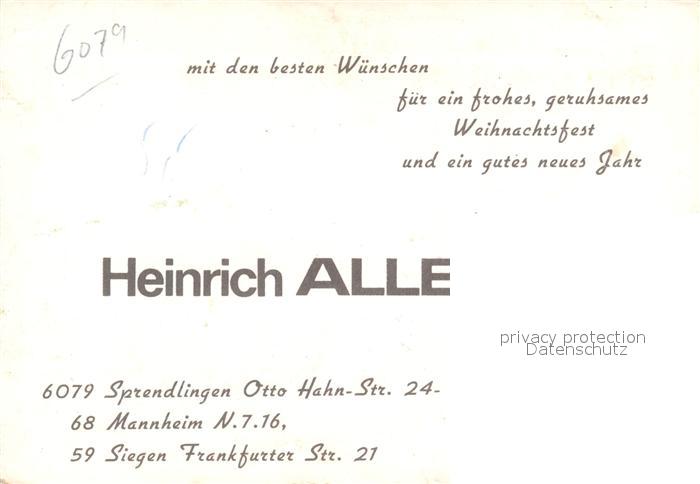 6079
mit den besten Wünschen
für ein frohes, geruhsames
Weihnachtsfest
und ein gutes neues Jahr
Heinrich ALLE
privacy protection
Datenschutz
6079 Sprendlingen Otto Hahn-Str. 24-
68 Mannheim N.7.16,
59 Siegen Frankfurter Str. 21